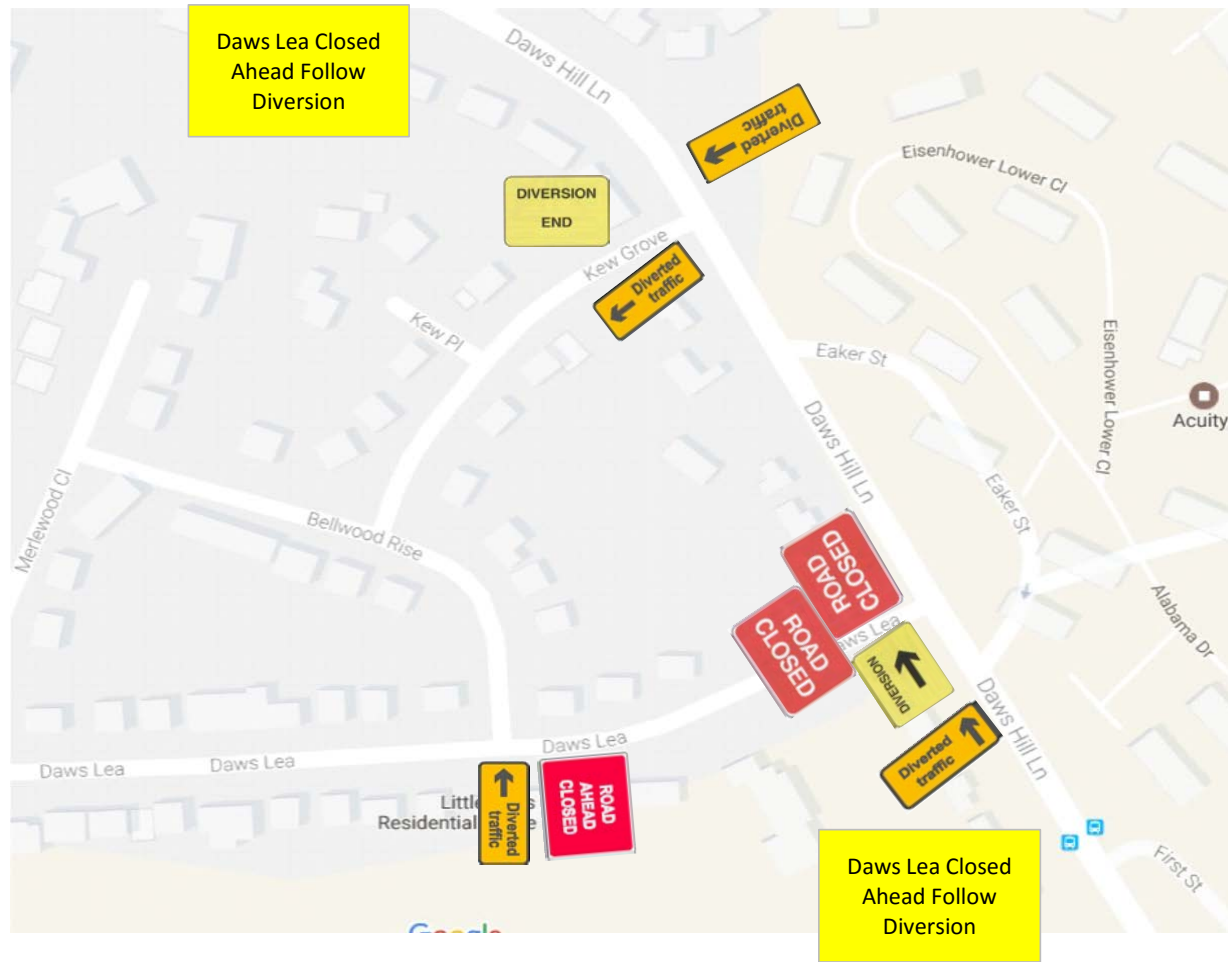 Daws Lea Closed
Ahead Follow
Diversion
Daws Hill Ln
Diverted
traffic
Eisenhower Lower Cl
DIVERSION
END
Kew Grove
Diverted
traffic
Kew Pl
Eaker St
Eisenhower Lower Cl
Acuity
Daws Hill Ln
Merlewood Cl
Bellwood Rise
Eaker St
ROAD
CLOSED
ROAD
CLOSED
Lea
DIVERSION
Alabama Dr
Daws Hill Ln
Diverted
traffic
Daws Lea
Daws Lea
Daws Lea
Diverted
traffic
ROAD
AHEAD
CLOSED
Residential
Daws Lea Closed
Ahead Follow
Diversion
First St
Google